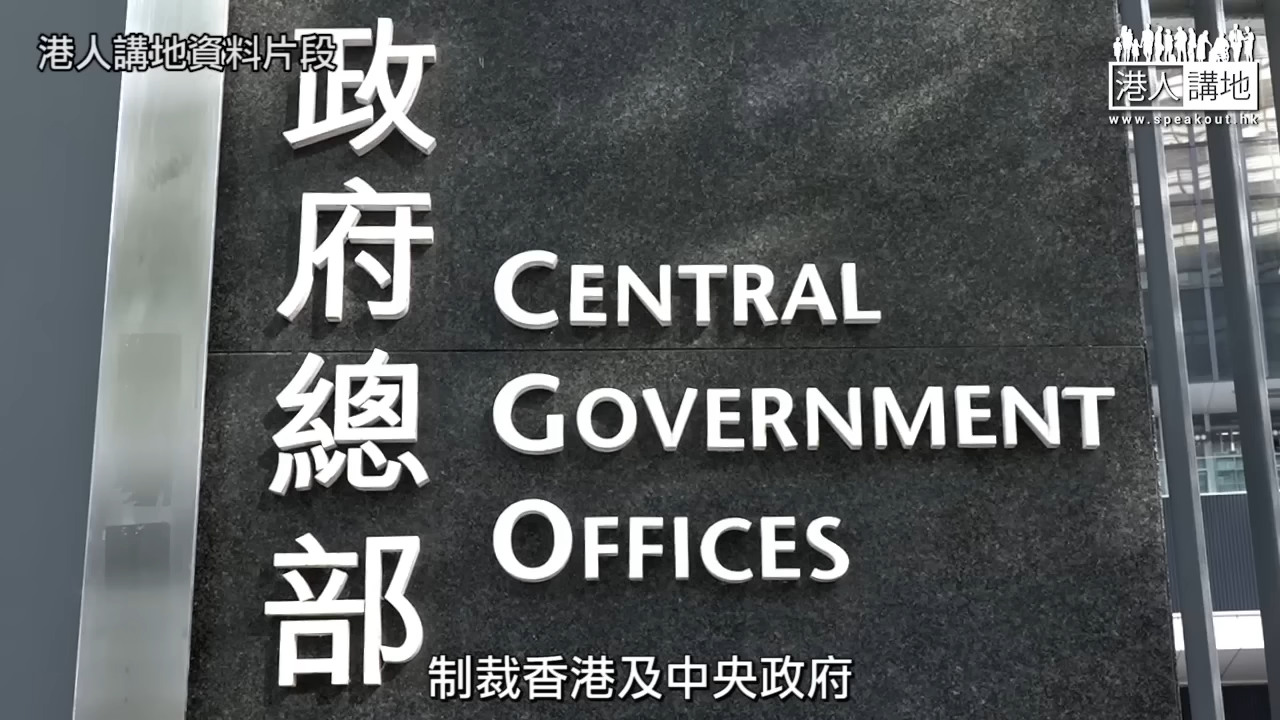 港人講地資料片段
港人講地
www.speakout.hk
政府總部
CENTRAL
GOVERNMENT
OFFICES
制裁香港及中央政府